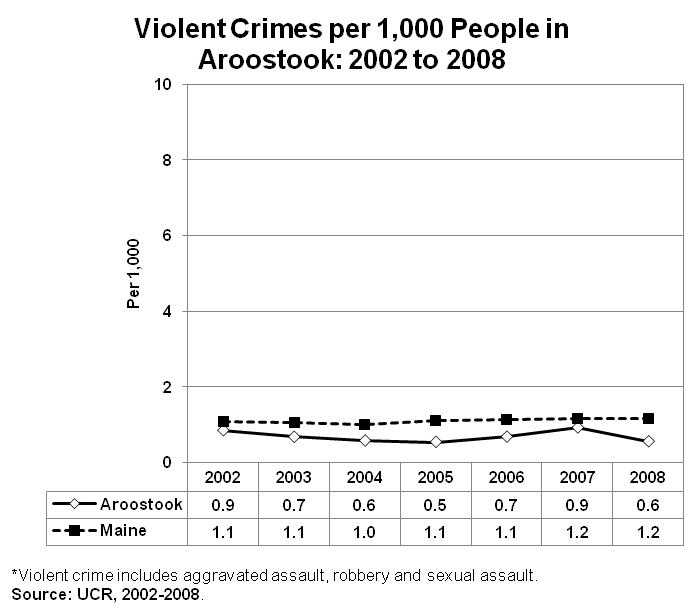 Violent Crimes per 1,000 People in
Aroostook: 2002 to 2008
10
8
6
4
2
0
Per 1,000
2002 2003 2004 2005 2006 2007 2008
Aroostook 0.9 0.7 0.6 0.5 0.7 0.9 0.6
Maine 1.1 1.1 1.0 1.1 1.1 1.2 1.2
*Violent crime includes aggravated assault, robbery and sexual assault.
Source: UCR, 2002-2008.